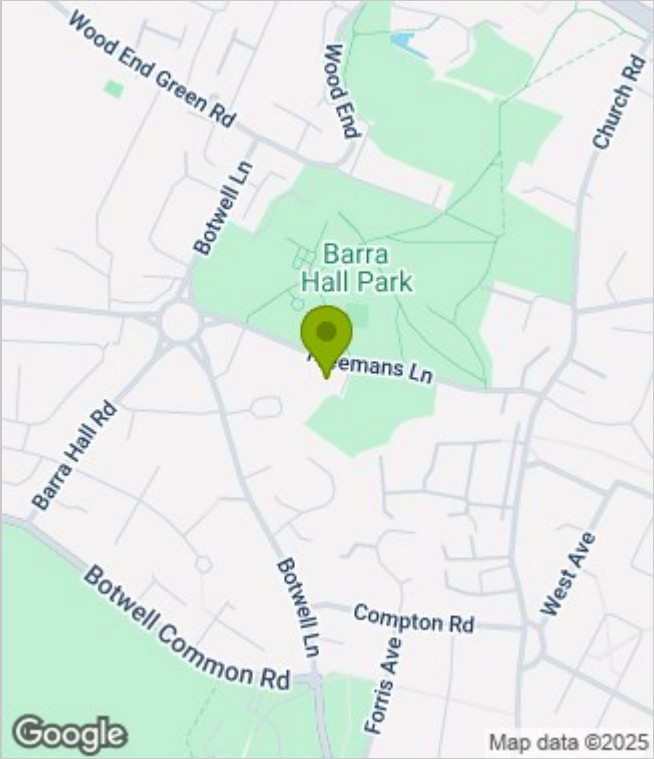 Wood End Green Rd
Wood End
Church Rd
Botwell Ln
Barra
Hall Park
Ln
Barra Hall Rd
West Ave
Botwell Ln
Botwell Common Rd
Compton Rd
Forris Ave
Google
Map data ©2025